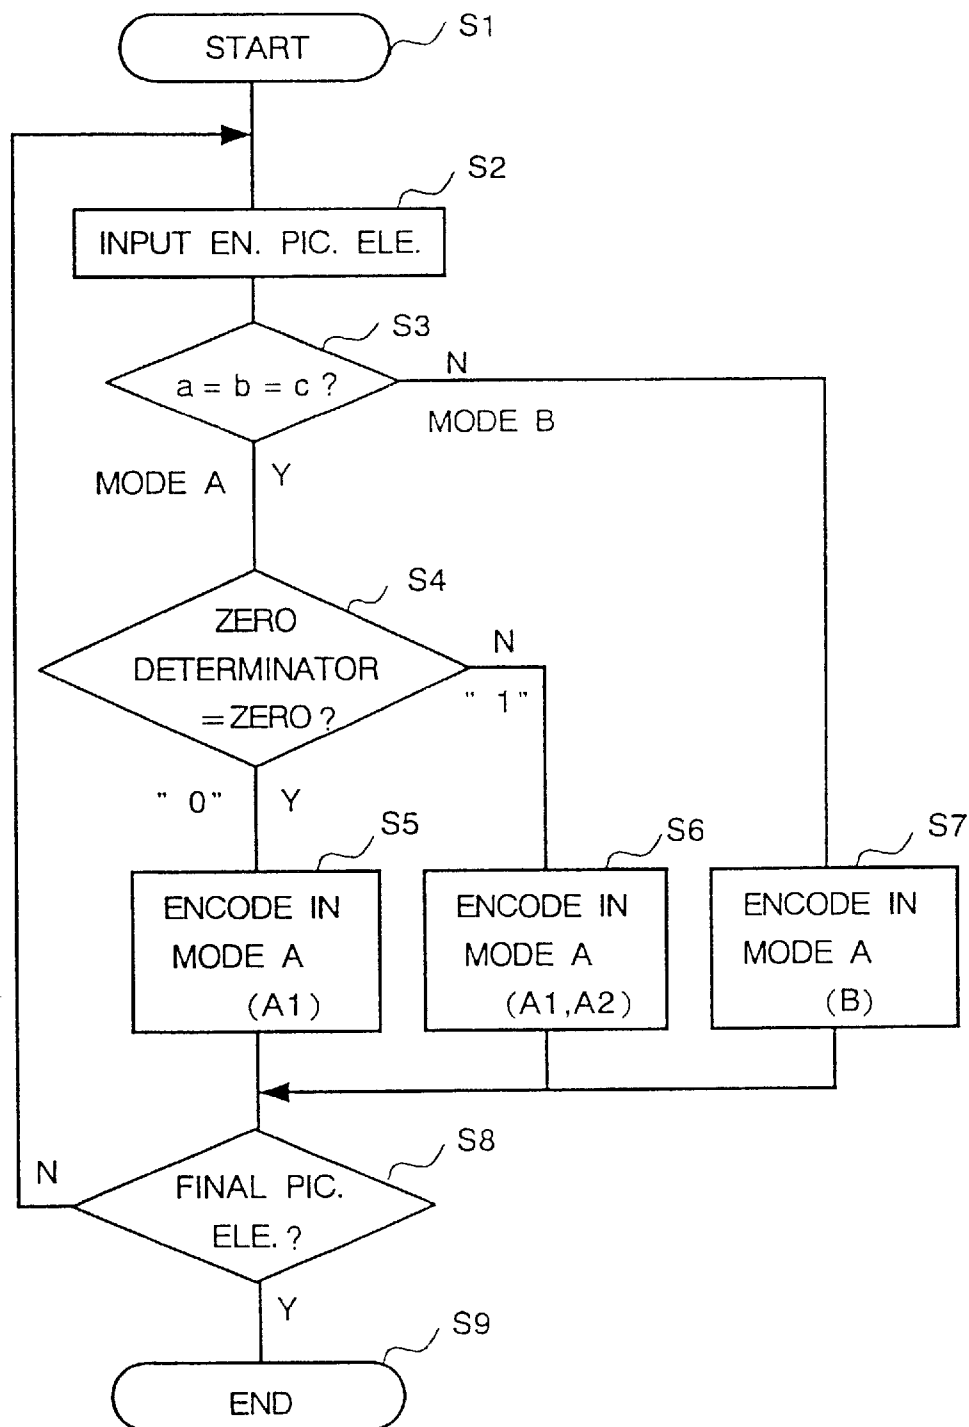 START
S1
S2
INPUT EN. PIC. ELE.
S3
a = b = c ?
N
MODE B
MODE A
Y
S4
ZERO
DETERMINATOR
=ZERO?
N
" 1"
" 0"
Y
S5
S6
S7
ENCODE IN
MODE A
(A1)
ENCODE IN
MODE A
(A1,A2)
ENCODE IN
MODE A
(B)
S8
N
FINAL PIC.
ELE.?
Y
S9
END